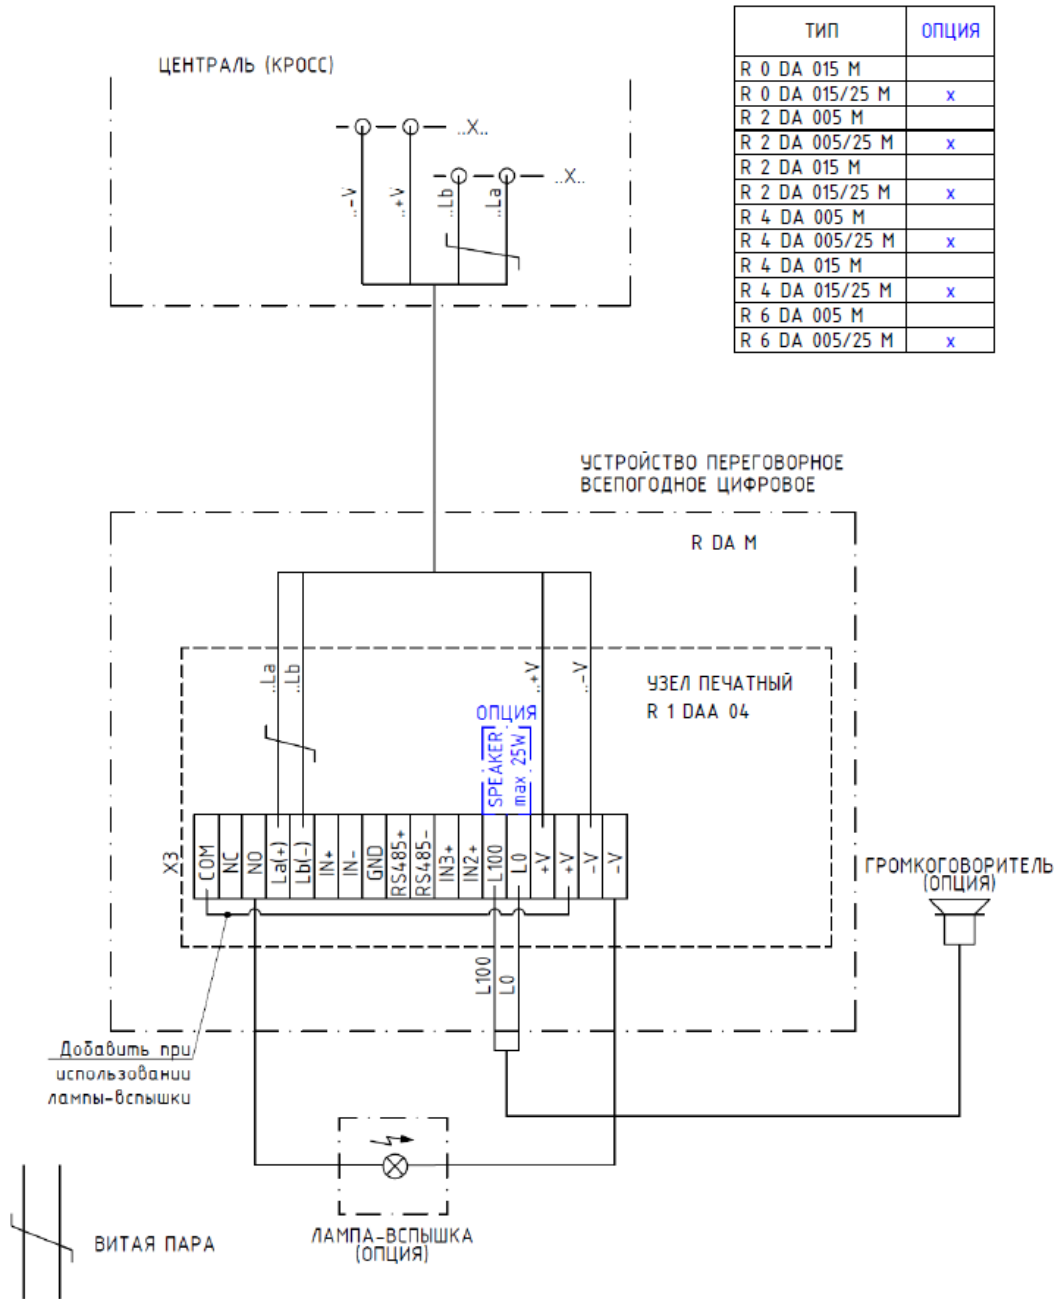 ТИП ОПЦИЯ
R 0 DA 015 M
R 0 DA 015/25 M x
R 2 DA 005 M
R 2 DA 005/25 M x
R 2 DA 015 M
R 2 DA 015/25 M x
R 4 DA 005 M
R 4 DA 005/25 M x
R 4 DA 015 M
R 4 DA 015/25 M x
R 6 DA 005 M
R 6 DA 005/25 M x
ЦЕНТРАЛЬ (КРОСС)
..X..
..X..
..-V
..+V
..Lb
..La
УСТРОЙСТВО ПЕРЕГОВОРНОЕ
ВСЕПОГОДНОЕ ЦИФРОВОЕ
R DA M
..La
..Lb
..+V
..-V
УЗЕЛ ПЕЧАТНЫЙ
R 1 DAA 04
ОПЦИЯ
SPEAKER
max 25W
X3
COM
NC
NO
La(+)
Lb(-)
IN+
IN-
GND
RS485+
RS485-
IN3+
IN2+
L100
L0
+V
+V
-V
-V
ГРОМКОГОВОРИТЕЛЬ
(ОПЦИЯ)
L100
L0
Добавить при
использовании
лампы-вспышки
ЛАМПА-ВСПЫШКА
(ОПЦИЯ)
ВИТАЯ ПАРА